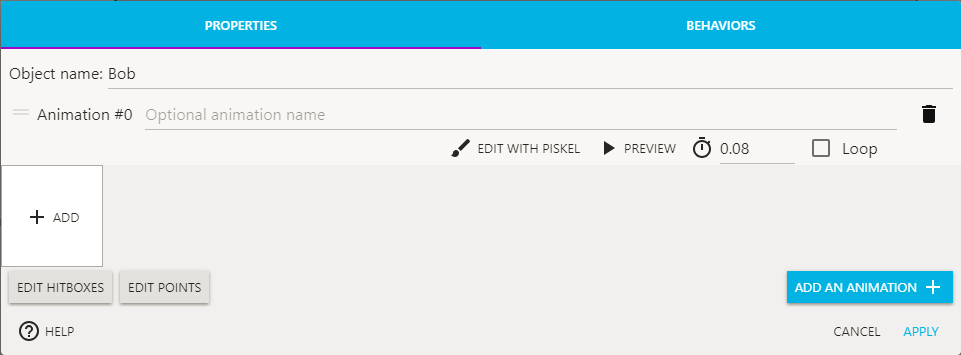 PROPERTIES BEHAVIORS
Object name: Bob
Animation #0 Optional animation name
EDIT WITH PISKEL PREVIEW 0.08 Loop
ADD
EDIT HITBOXES EDIT POINTS ADD AN ANIMATION
HELP CANCEL APPLY